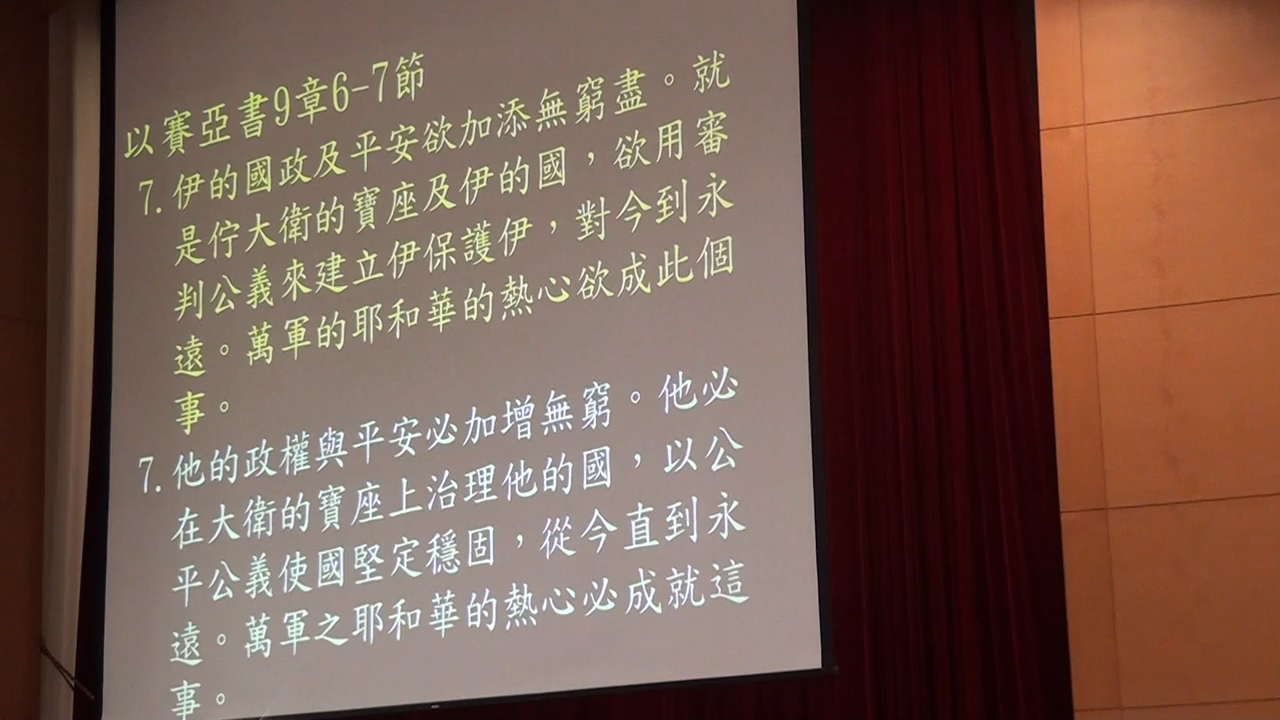 以賽亞書9章6-7節
7. 伊的國政及平安欲加添無窮盡。就
是佇大衛的寶座及伊的國，欲用審
判公義來建立伊保護伊，對今到永
遠。萬軍的耶和華的熱心欲成此個
事。
7. 他的政權與平安必加增無窮。他必
在大衛的寶座上治理他的國，以公
平公義使國堅定穩固，從今直到永
遠。萬軍之耶和華的熱心必成就這
事。